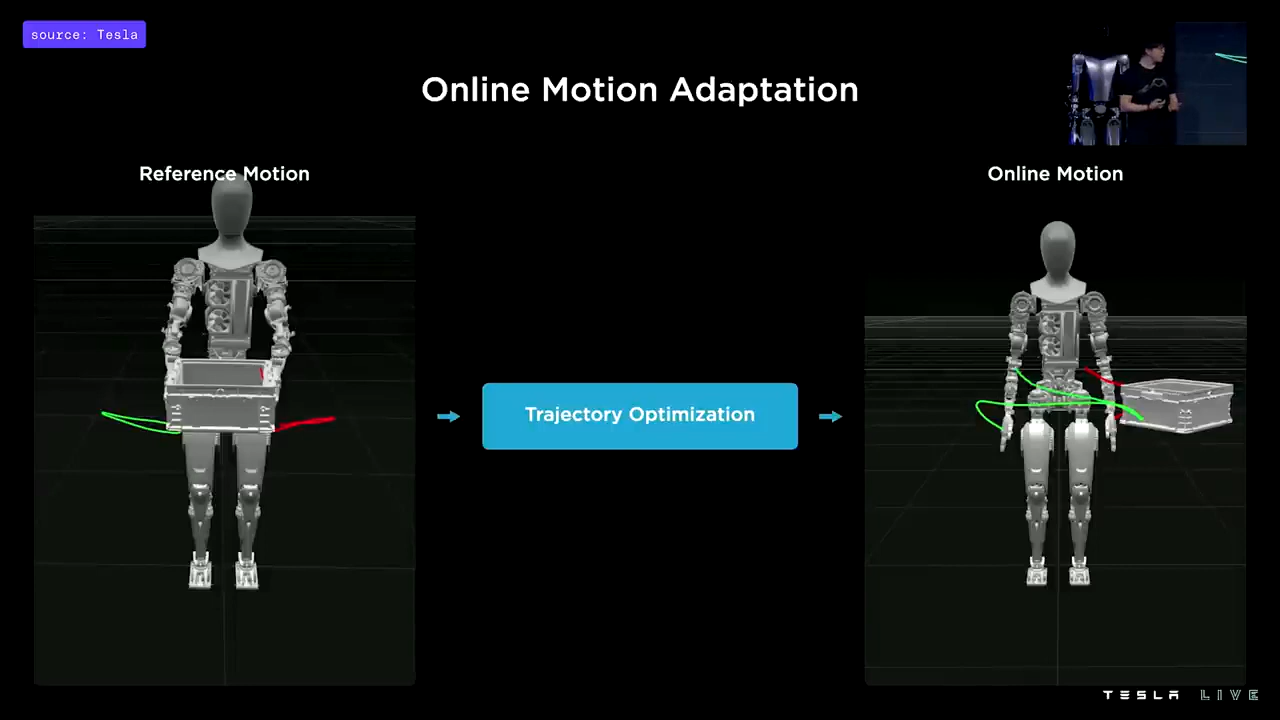 source: Tesla
Online Motion Adaptation
Reference Motion
Online Motion
Trajectory Optimization
TESLA LIVE